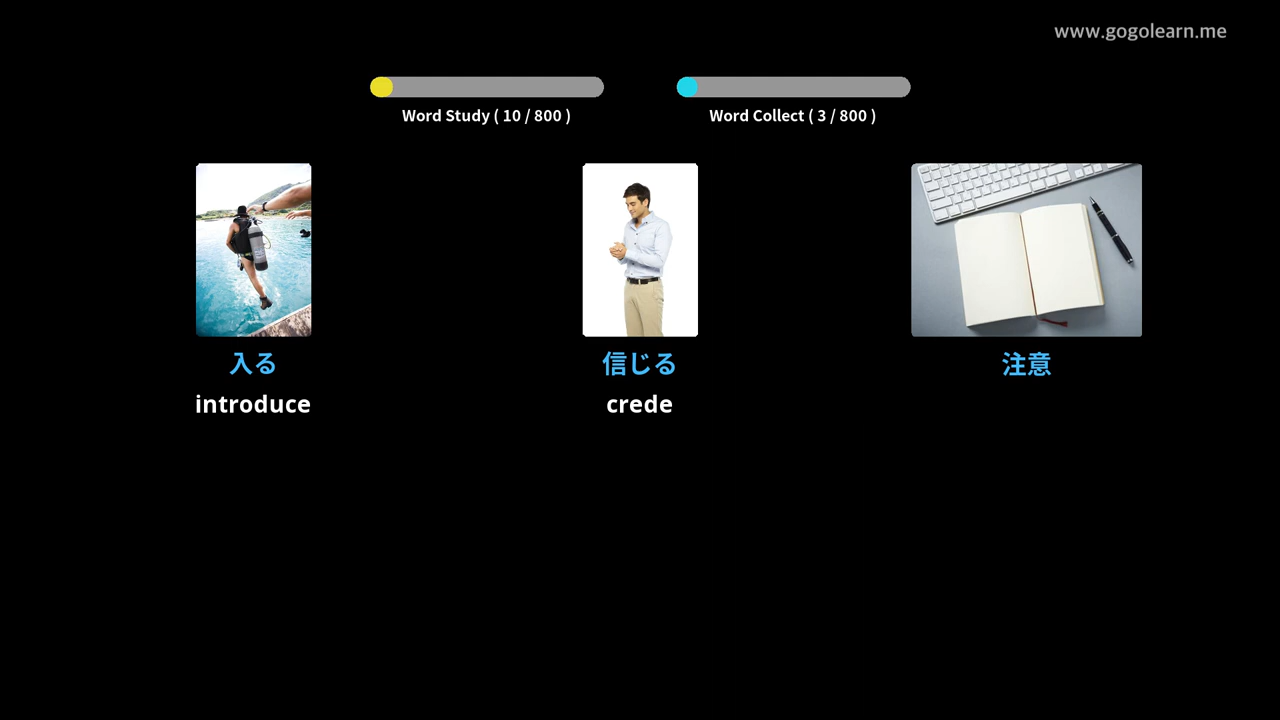 www.gogolearn.me
Word Study ( 10 / 800 )
Word Collect ( 3 / 800 )
入る
信じる
注意
introduce
crede